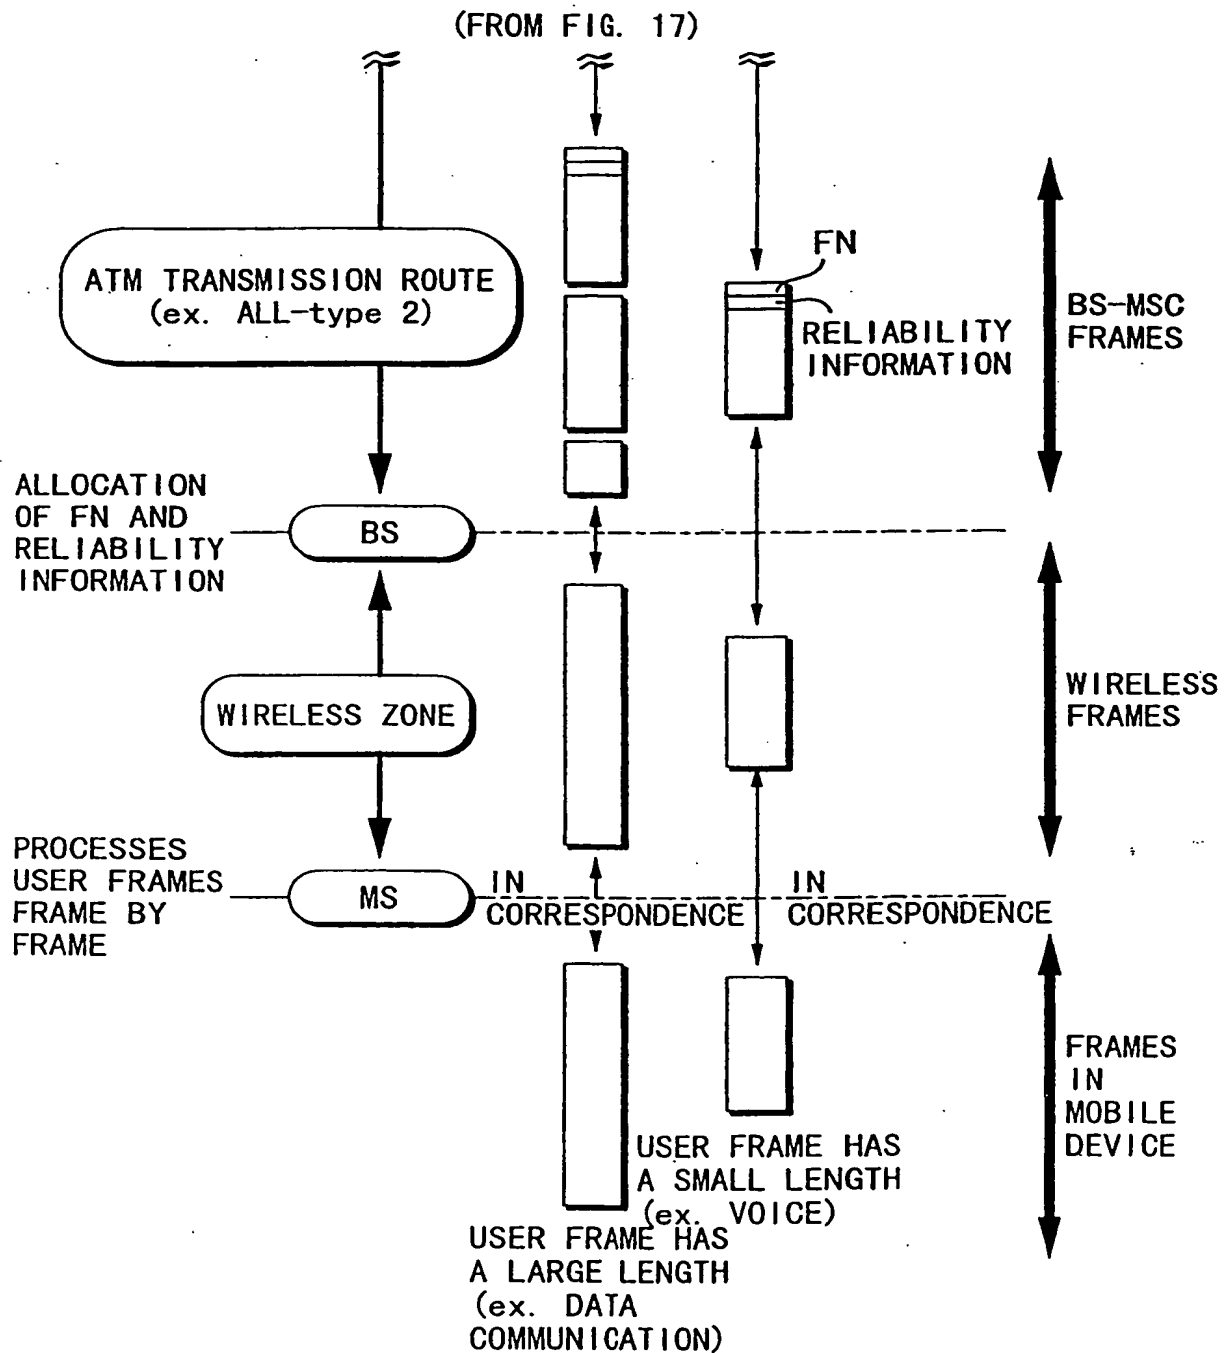 (FROM FIG. 17)
ATM TRANSMISSION ROUTE
(ex. ALL-type 2)
FN
RELIABILITY
INFORMATION
BS-MSC
FRAMES
ALLOCATION
OF FN AND
RELIABILITY
INFORMATION
BS
WIRELESS ZONE
WIRELESS
FRAMES
PROCESSES
USER FRAMES
FRAME BY
FRAME
MS
IN
CORRESPONDENCE
IN
CORRESPONDENCE
FRAMES
IN
MOBILE
DEVICE
USER FRAME HAS
A SMALL LENGTH
(ex. VOICE)
USER FRAME HAS
A LARGE LENGTH
(ex. DATA
COMMUNICATION)